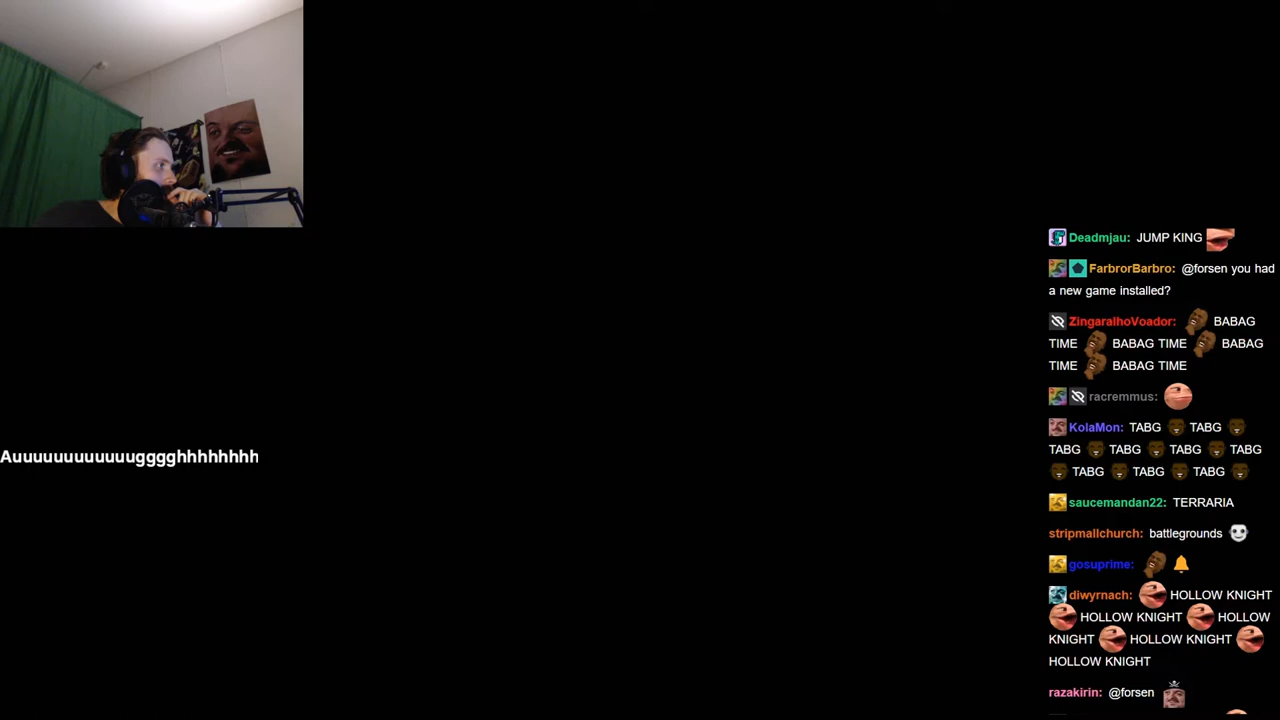 Deadmjau: JUMP KING
FarbrorBarbro: @forsen you had
a new game installed?
ZingaralhoVoador: BABAG
TIME BABAG TIME BABAG
TIME BABAG TIME
racremmus:
KolaMon: TABG TABG
TABG TABG TABG TABG
TABG TABG TABG
Auuuuuuuuuuuugggghhhhhhhh
saucemandan22: TERRARIA
stripmallchurch: battlegrounds
gosuprime:
diwyrnach: HOLLOW KNIGHT
HOLLOW KNIGHT HOLLOW
KNIGHT HOLLOW KNIGHT
HOLLOW KNIGHT
razakirin: @forsen